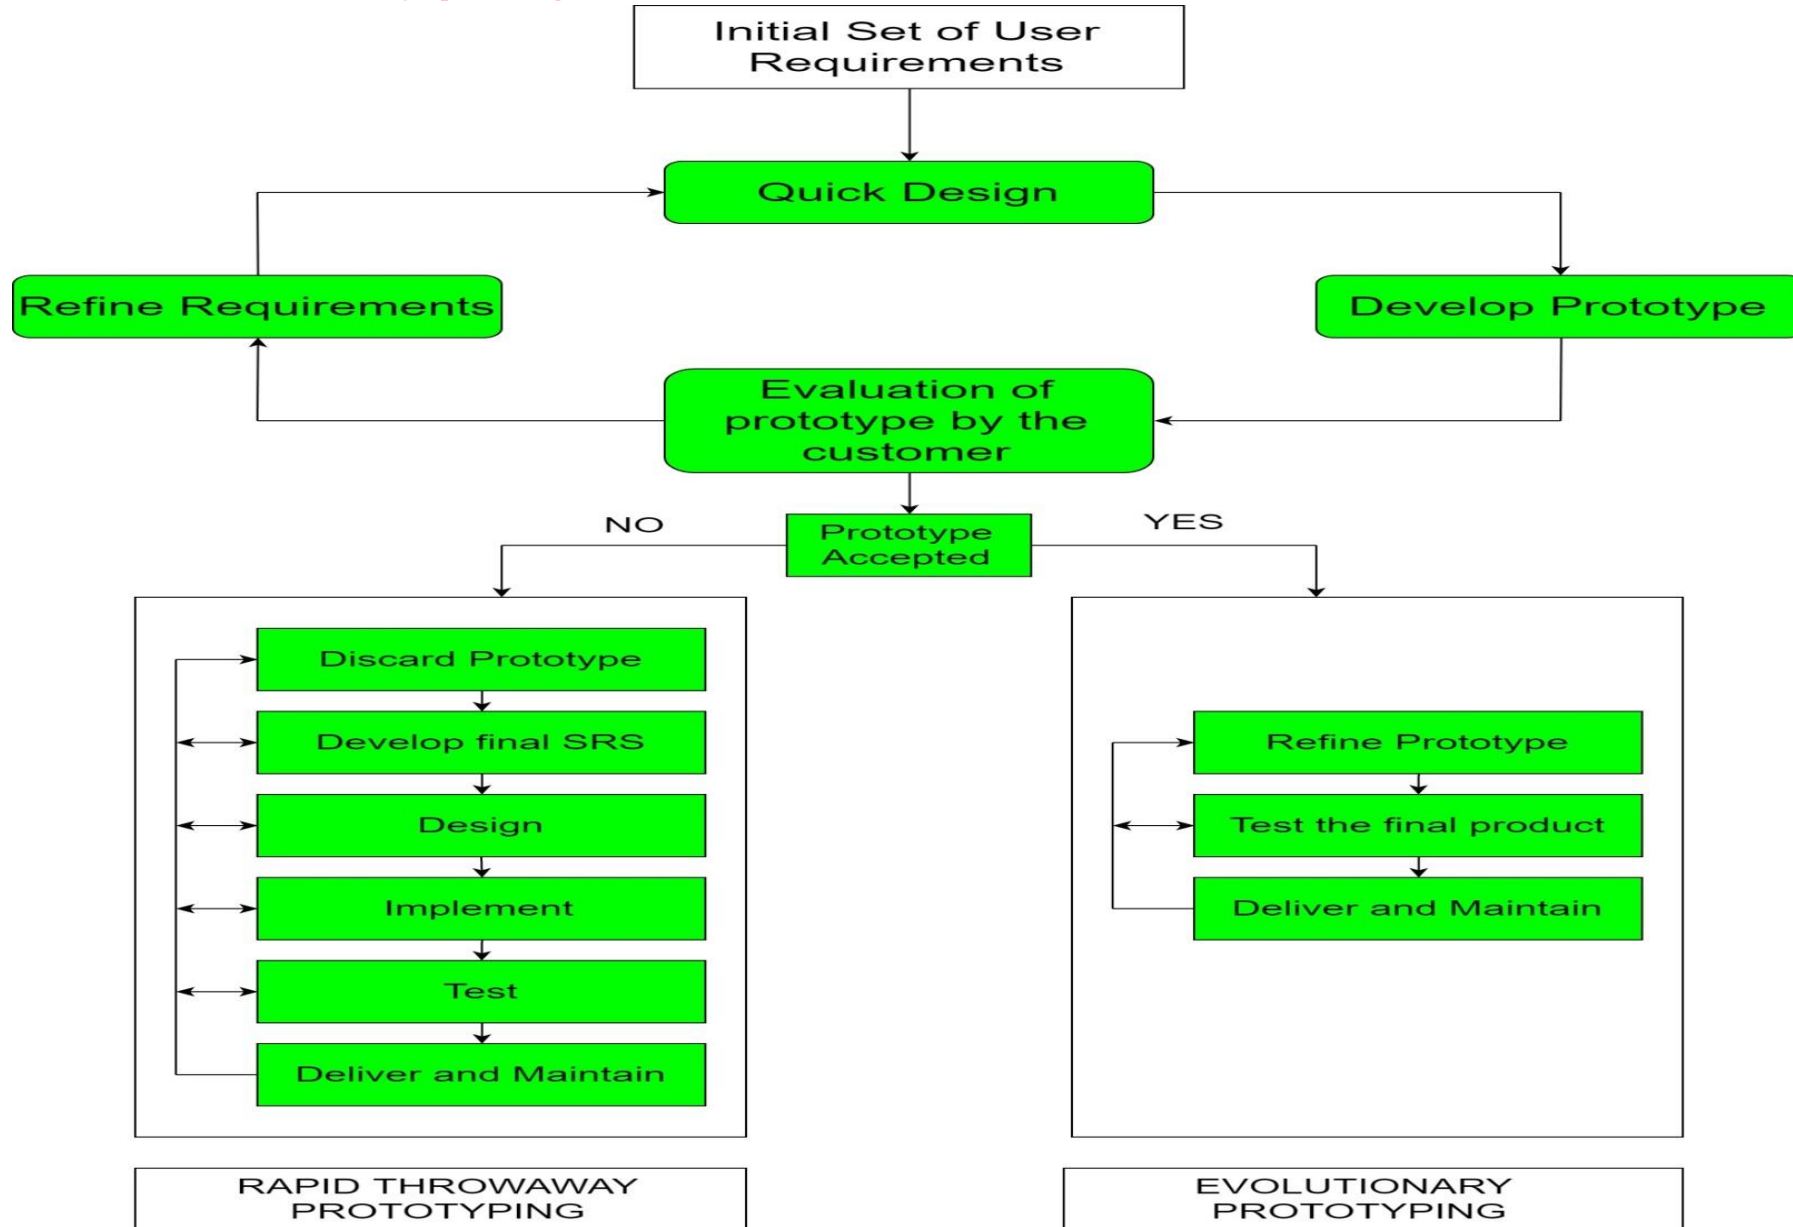 Initial Set of User
Requirements
Quick Design
Refine Requirements
Develop Prototype
Evaluation of
prototype by the
customer
NO
YES
Prototype
Accepted
Discard Prototype
Develop final SRS
Design
Implement
Test
Deliver and Maintain
Refine Prototype
Test the final product
Deliver and Maintain
RAPID THROWAWAY
PROTOTYPING
EVOLUTIONARY
PROTOTYPING